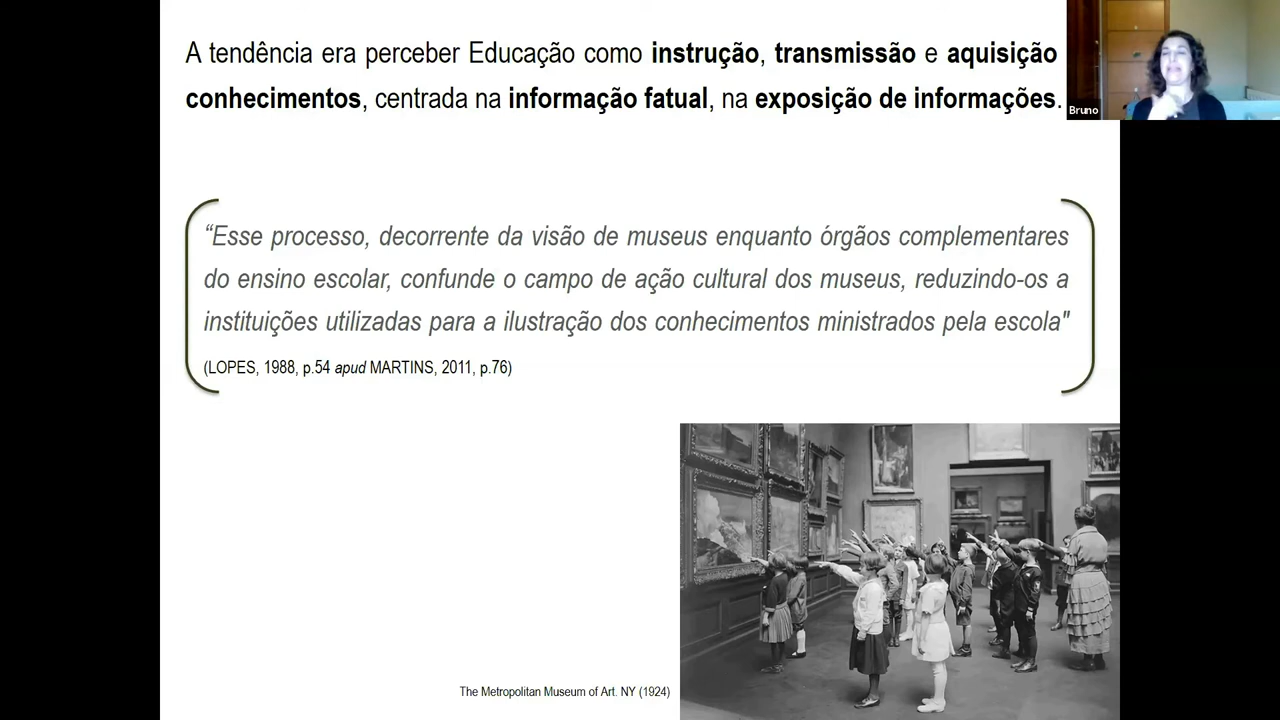 A tendência era perceber Educação como instrução, transmissão e aquisição
conhecimentos, centrada na informação fatual, na exposição de informações.
Bruno
“Esse processo, decorrente da visão de museus enquanto órgãos complementares
do ensino escolar, confunde o campo de ação cultural dos museus, reduzindo-os a
instituições utilizadas para a ilustração dos conhecimentos ministrados pela escola"
(LOPES, 1988, p.54 apud MARTINS, 2011, p.76)
The Metropolitan Museum of Art. NY (1924)